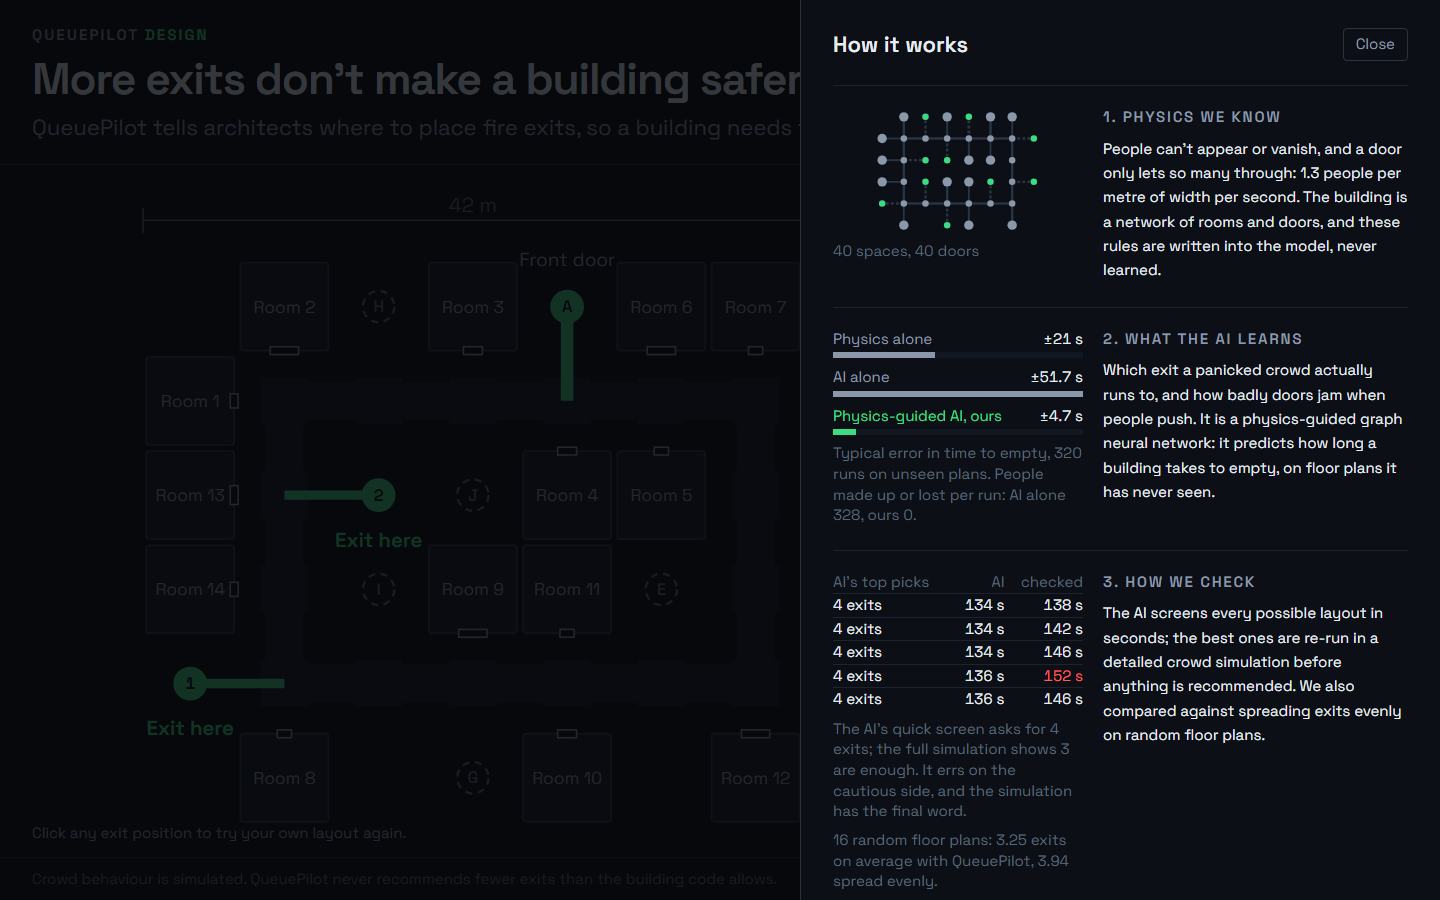 QUEUEPILOT DESIGN
More exits don't make a building safer
QueuePilot tells architects where to place fire exits, so a building needs
42 m
Front door
Room 2
H
Room 3
A
Room 6
Room 7
Room 1
Room 13
2
J
Room 4
Room 5
Exit here
Room 14
I
Room 9
Room 11
E
1
Exit here
Room 8
G
Room 10
Room 12
Click any exit position to try your own layout again.
Crowd behaviour is simulated. QueuePilot never recommends fewer exits than the building code allows.
How it works
Close
40 spaces, 40 doors
1. PHYSICS WE KNOW
People can't appear or vanish, and a door
only lets so many through: 1.3 people per
metre of width per second. The building is
a network of rooms and doors, and these
rules are written into the model, never
learned.
Physics alone ±21 s
AI alone ±51.7 s
Physics-guided AI, ours ±4.7 s
Typical error in time to empty, 320
runs on unseen plans. People
made up or lost per run: AI alone
328, ours 0.
2. WHAT THE AI LEARNS
Which exit a panicked crowd actually
runs to, and how badly doors jam when
people push. It is a physics-guided graph
neural network: it predicts how long a
building takes to empty, on floor plans it
has never seen.
AI's top picks AI checked
4 exits 134 s 138 s
4 exits 134 s 142 s
4 exits 134 s 146 s
4 exits 136 s 152 s
4 exits 136 s 146 s
The AI's quick screen asks for 4
exits; the full simulation shows 3
are enough. It errs on the
cautious side, and the simulation
has the final word.
16 random floor plans: 3.25 exits
on average with QueuePilot, 3.94
spread evenly.
3. HOW WE CHECK
The AI screens every possible layout in
seconds; the best ones are re-run in a
detailed crowd simulation before
anything is recommended. We also
compared against spreading exits evenly
on random floor plans.